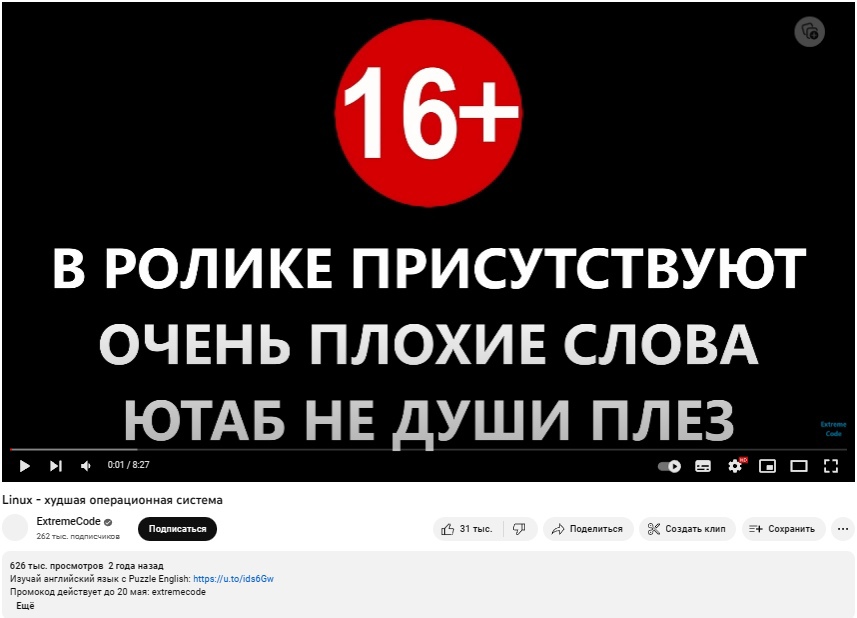 16+
В РОЛИКЕ ПРИСУТСТВУЮТ
ОЧЕНЬ ПЛОХИЕ СЛОВА
ЮТАБ НЕ ДУШИ ПЛЕЗ
Extreme
Code
0:01 / 8:27
HD
Linux - худшая операционная система
ExtremeCode
262 тыс. подписчиков
Подписаться
31 тыс.
Поделиться
Создать клип
Сохранить
626 тыс. просмотров 2 года назад
Изучай английский язык с Puzzle English: https://u.to/ids6Gw
Промокод действует до 20 мая: extremecode
Ещё